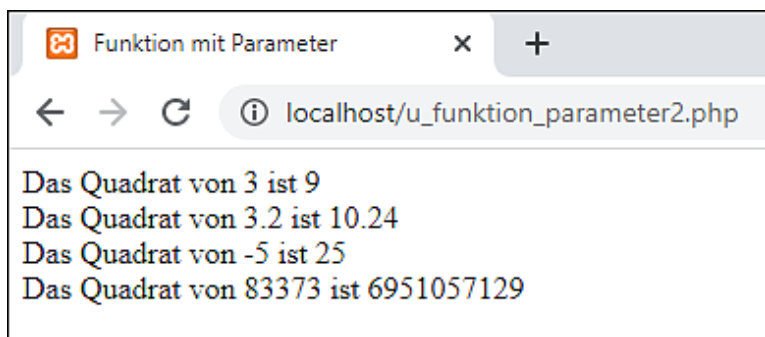 Funktion mit Parameter
localhost/u_funktion_parameter2.php
Das Quadrat von 3 ist 9
Das Quadrat von 3.2 ist 10.24
Das Quadrat von -5 ist 25
Das Quadrat von 83373 ist 6951057129